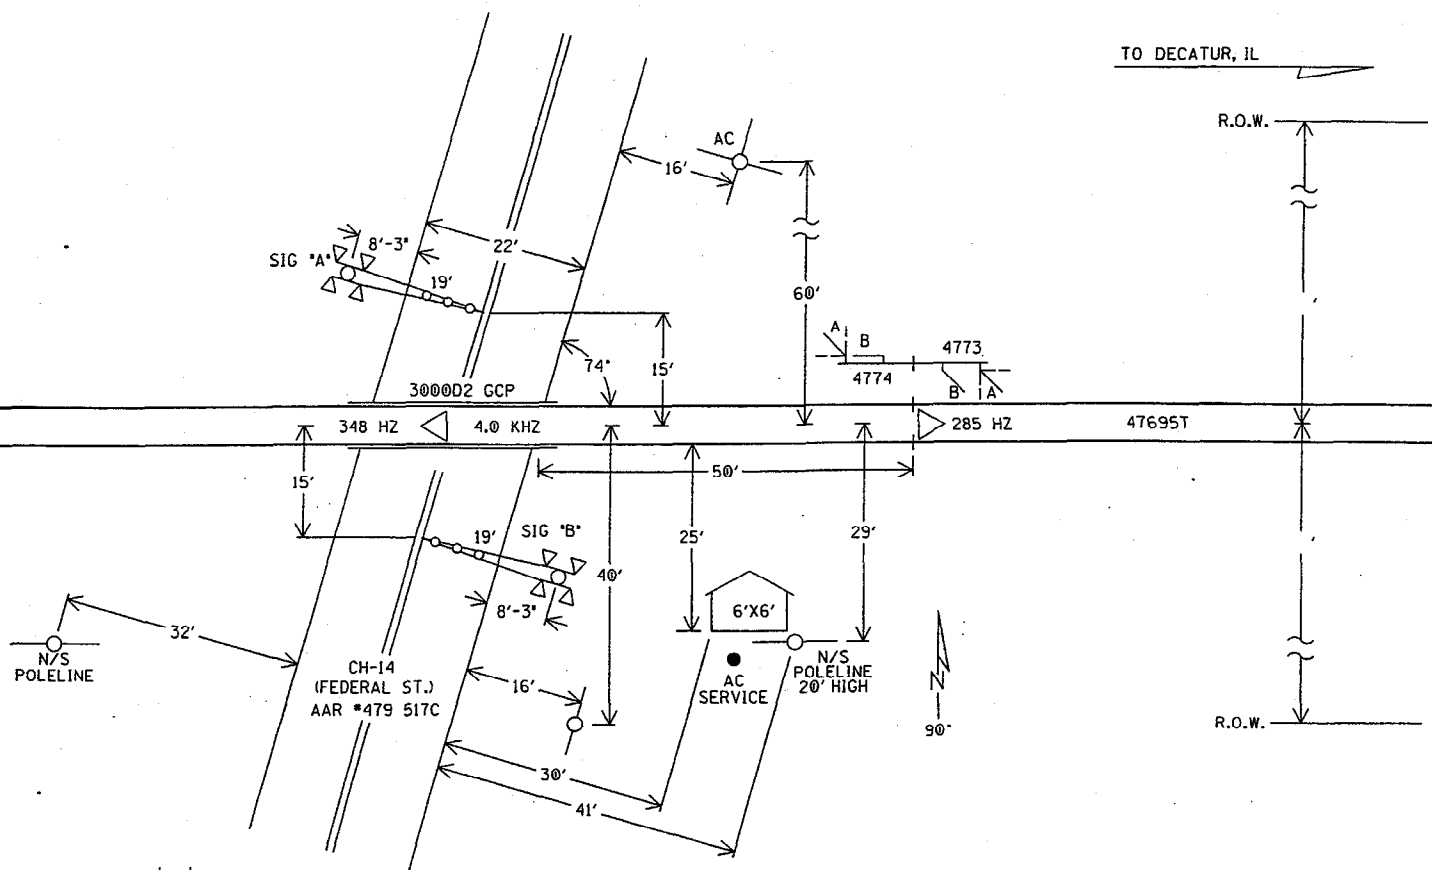 TO DECATUR, IL
R.O.W.
AC
16'
8'-3"
22'
SIG "A"
19'
60'
15'
74°
A
B
4773
4774
B
A
3000D2 GCP
348 HZ
4.0 KHZ
285 HZ
47695T
50'
15'
25'
29'
19'
SIG "B"
40'
8'-3"
6'X6'
32'
N/S
POLELINE
CH-14
(FEDERAL ST.)
AAR #479 517C
16'
AC
SERVICE
N/S
POLELINE
20' HIGH
N
90°
R.O.W.
30'
41'